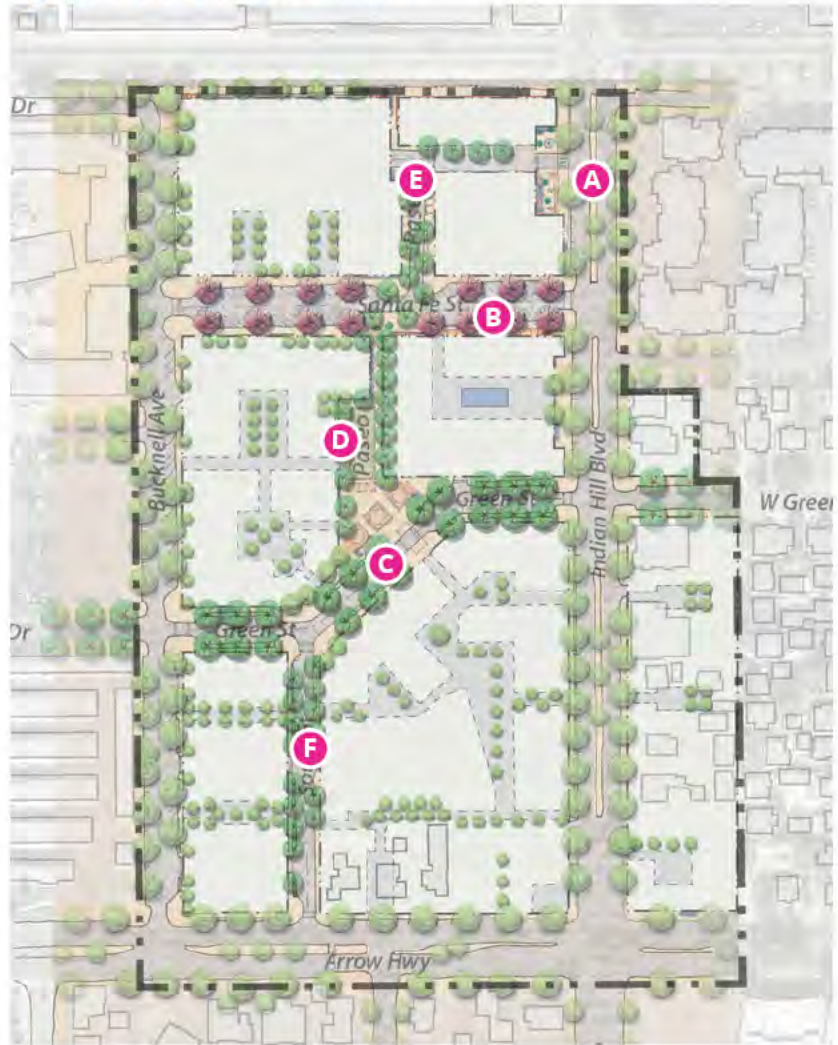 Dr
A
E
Santa Fe St
B
Bucknell Ave
D
Paseo
Green St
W Green
Indian Hill Blvd
C
Dr
Green St
F
Arrow Hwy